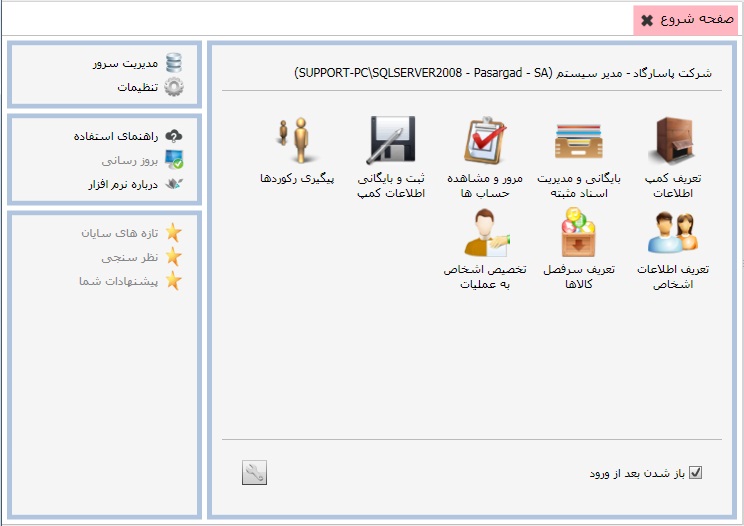 صفحه شروع
شرکت پاسارگاد - مدیر سیستم (SUPPORT-PC\SQLSERVER2008 - Pasargad - SA)
تعریف کمپ
اطلاعات
بایگانی و مدیریت
اسناد مثبته
مرور و مشاهده
حساب ها
ثبت و بایگانی
اطلاعات کمپ
پیگیری رکوردها
تعریف اطلاعات
اشخاص
تعریف سرفصل
کالاها
تخصیص اشخاص
به عملیات
باز شدن بعد از ورود
مدیریت سرور
تنظیمات
راهنمای استفاده
بروز رسانی
درباره نرم افزار
تازه های سایان
نظر سنجی
پیشنهادات شما